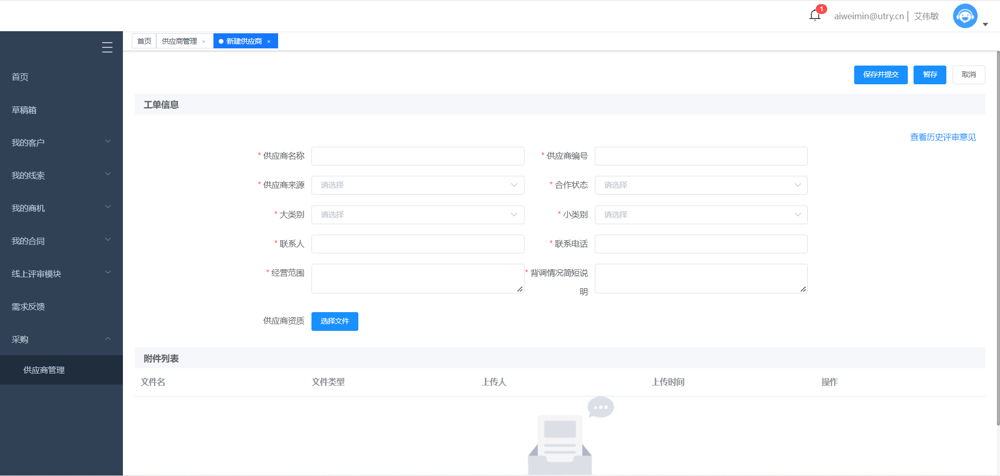 1
aiweimin@utry.cn | 艾伟敏
首页
供应商管理 ×
新建供应商 ×
首页
草稿箱
我的客户
我的线索
我的商机
我的合同
线上评审模块
需求反馈
采购
供应商管理
保存并提交 暂存 取消
工单信息
查看历史评审意见
* 供应商名称
* 供应商编号
* 供应商来源 请选择
* 合作状态 请选择
* 大类别 请选择
* 小类别 请选择
* 联系人
* 联系电话
* 经营范围
* 背调情况简短说
明
供应商资质 选择文件
附件列表
文件名 文件类型 上传人 上传时间 操作